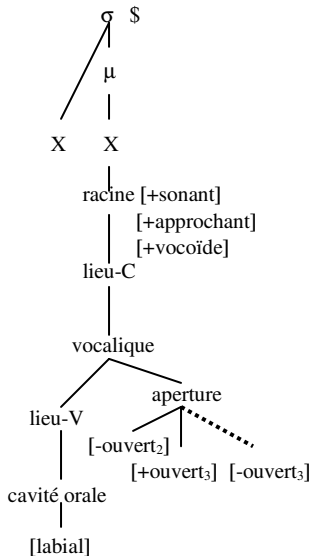 σ $
μ
X X
racine [+sonant]
[+approchant]
[+vocoïde]
lieu-C
vocalique
aperture
lieu-V
[-ouvert₂]
[+ouvert₃] [-ouvert₃]
cavité orale
[labial]